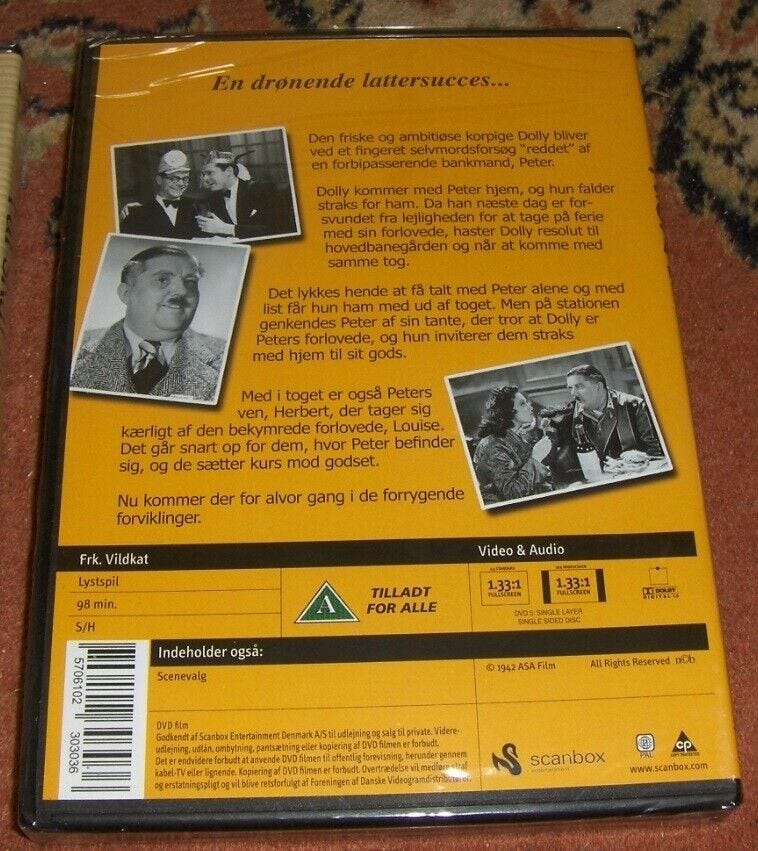 En drønende lattersucces...
Den friske og ambitiøse korpige Dolly bliver
ved et fingeret selvmordsforsøg "reddet" af
en forbipasserende bankmand, Peter.
Dolly kommer med Peter hjem, og hun falder
straks for ham. Da han næste dag er for-
svundet fra lejligheden for at tage på ferie
med sin forlovede, haster Dolly resolut til
hovedbanegården og når at komme med
samme tog.
Det lykkes hende at få talt med Peter alene og med
list får hun ham med ud af toget. Men på stationen
genkendes Peter af sin tante, der tror at Dolly er
Peters forlovede, og hun inviterer dem straks
med hjem til sit gods.
Med i toget er også Peters
ven, Herbert, der tager sig
kærligt af den bekymrede forlovede, Louise.
Det går snart op for dem, hvor Peter befinder
sig, og de sætter kurs mod godset.
Nu kommer der for alvor gang i de forrygende
forviklinger.
Frk. Vildkat
Lystspil
98 min.
S/H
A
TILLADT
FOR ALLE
Video & Audio
1.33:1
FULLSCREEN
1.33:1
FULLSCREEN
DVD 5: SINGLE LAYER
SINGLE SIDED DISC
DOLBY
DIGITAL
Indeholder også:
Scenevalg
© 1942 ASA Film
All Rights Reserved
DVD film
Godkendt af Scanbox Entertainment Danmark A/S til udlejning og salg til private. Videre-
udlejning, udlån, ombytning, pantsætning eller kopiering af DVD filmen er forbudt.
Det er endvidere forbudt at anvende DVD filmen til offentlig forevisning, herunder gennem
kabel-TV eller lignende. Kopiering af DVD filmen er forbudt. Overtrædelse vil medføre straf
og erstatningspligt og vil blive retsforfulgt af Foreningen af Danske Videogramdistributører.
scanbox
entertainment
PAL
CP
www.scanbox.com
5706102
303036